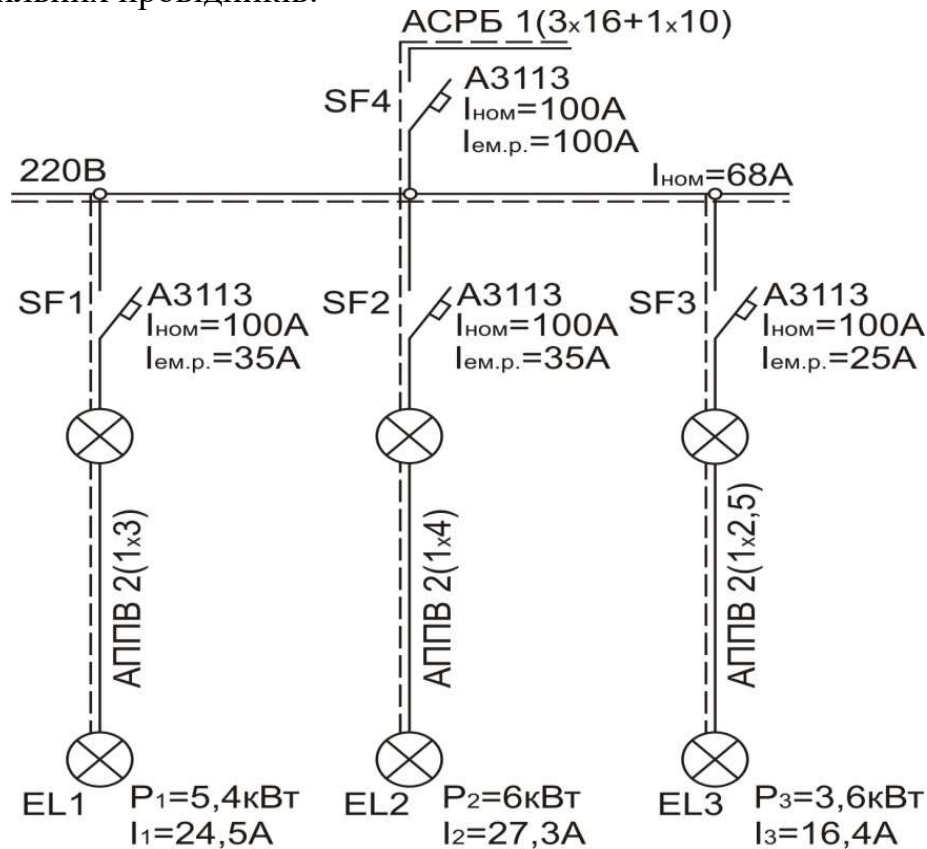 провідників.
АСРБ 1(3х16+1х10)
SF4
А3113
Iном=100А
Iем.р.=100А
220В
Iном=68А
SF1
А3113
Iном=100А
Iем.р.=35А
SF2
А3113
Iном=100А
Iем.р.=35А
SF3
А3113
Iном=100А
Iем.р.=25А
АППВ 2(1х3)
АППВ 2(1х4)
АППВ 2(1х2,5)
EL1
P1=5,4кВт
I1=24,5А
EL2
P2=6кВт
I2=27,3А
EL3
P3=3,6кВт
I3=16,4А